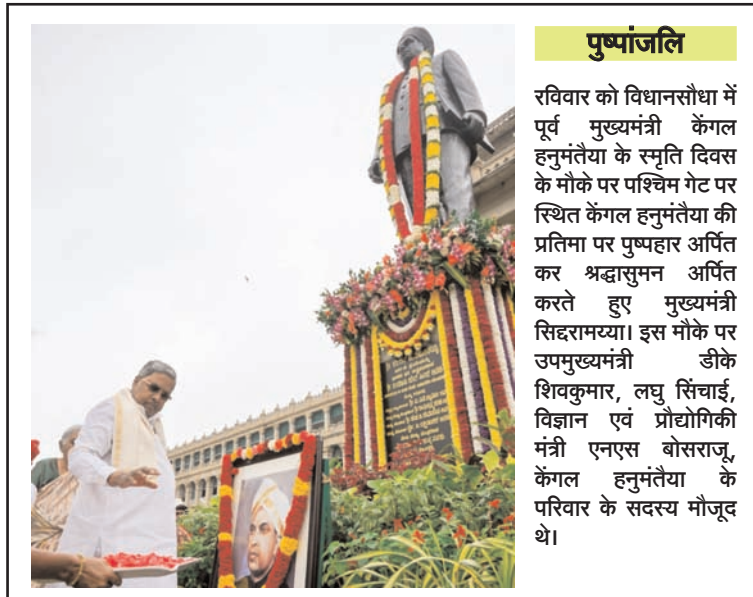 पुष्पांजलि
रविवार को विधानसौधा में
पूर्व मुख्यमंत्री केंगल
हनुमंतैया के स्मृति दिवस
के मौके पर पश्चिम गेट पर
स्थित केंगल हनुमंतैया की
प्रतिमा पर पुष्पहार अर्पित
कर श्रद्धासुमन अर्पित
करते हुए मुख्यमंत्री
सिद्दरामय्या। इस मौके पर
उपमुख्यमंत्री डीके
शिवकुमार, लघु सिंचाई,
विज्ञान एवं प्रौद्योगिकी
मंत्री एनएस बोसराजू,
केंगल हनुमंतैया के
परिवार के सदस्य मौजूद
थे।